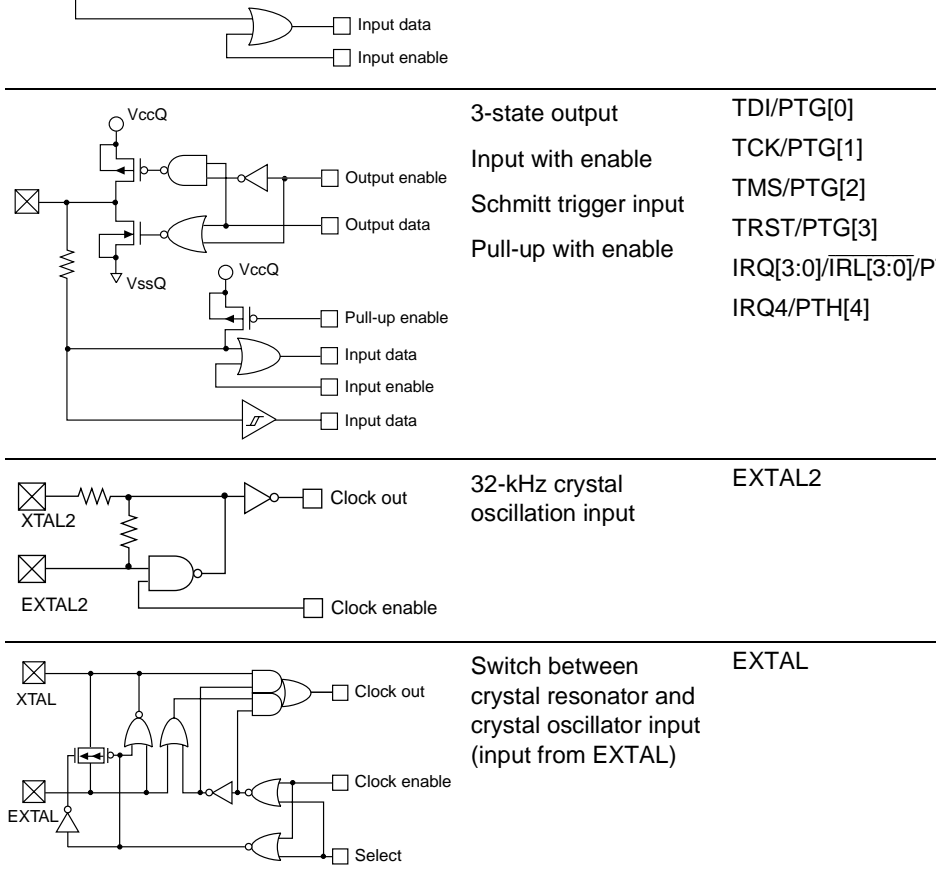 Input data
Input enable
VccQ
Output enable
Output data
VssQ
VccQ
Pull-up enable
Input data
Input enable
Input data
3-state output
Input with enable
Schmitt trigger input
Pull-up with enable
TDI/PTG[0]
TCK/PTG[1]
TMS/PTG[2]
TRST/PTG[3]
IRQ[3:0]/IRL[3:0]/P
IRQ4/PTH[4]
XTAL2
EXTAL2
Clock out
Clock enable
32-kHz crystal
oscillation input
EXTAL2
XTAL
EXTAL
Clock out
Clock enable
Select
Switch between
crystal resonator and
crystal oscillator input
(input from EXTAL)
EXTAL